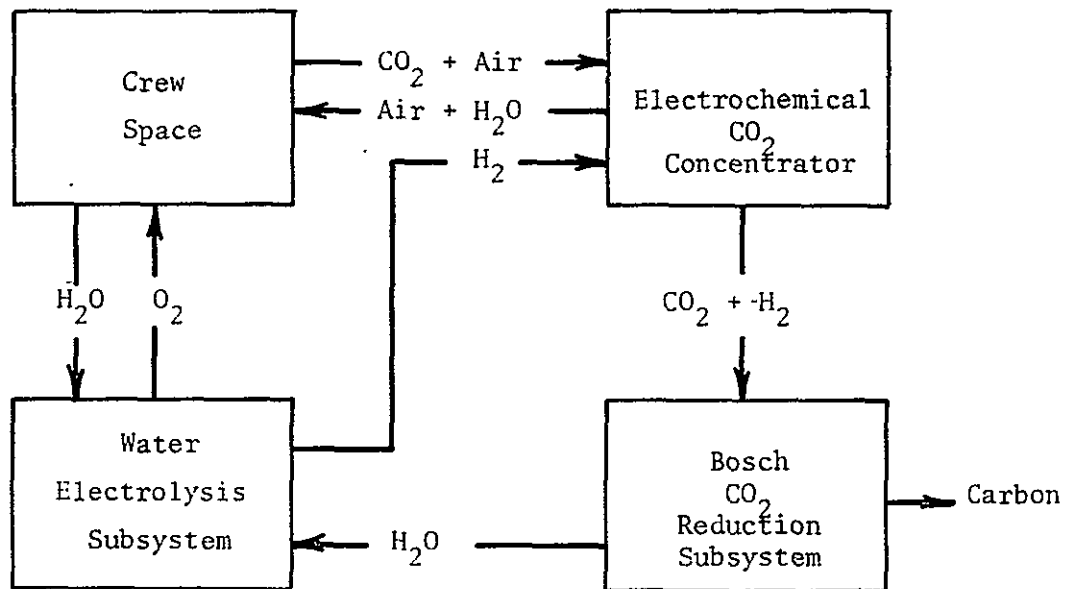 Crew
Space
CO2 + Air
Air + H2O
H2
Electrochemical
CO2
Concentrator
H2O
O2
CO2 + H2
Water
Electrolysis
Subsystem
H2O
Bosch
CO2
Reduction
Subsystem
Carbon